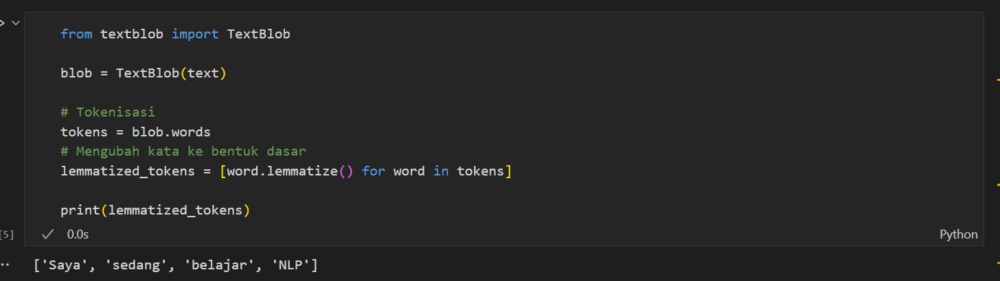 from textblob import TextBlob
blob = TextBlob(text)
# Tokenisasi
tokens = blob.words
# Mengubah kata ke bentuk dasar
lemmatized_tokens = [word.lemmatize() for word in tokens]
print(lemmatized_tokens)
[5] 0.0s Python
['Saya', 'sedang', 'belajar', 'NLP']